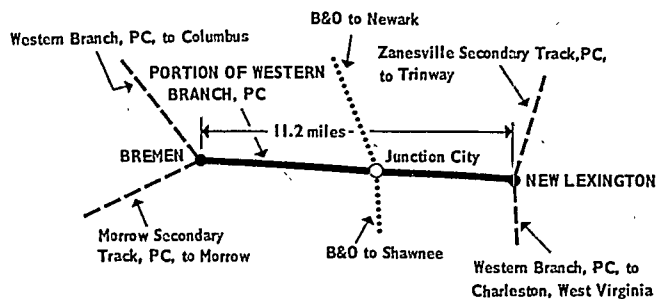 Western Branch, PC, to Columbus
B&O to Newark
Zanesville Secondary Track, PC,
to Trinway
PORTION OF WESTERN
BRANCH, PC
11.2 miles
BREMEN
Junction City
NEW LEXINGTON
Morrow Secondary
Track, PC, to Morrow
B&O to Shawnee
Western Branch, PC, to
Charleston, West Virginia